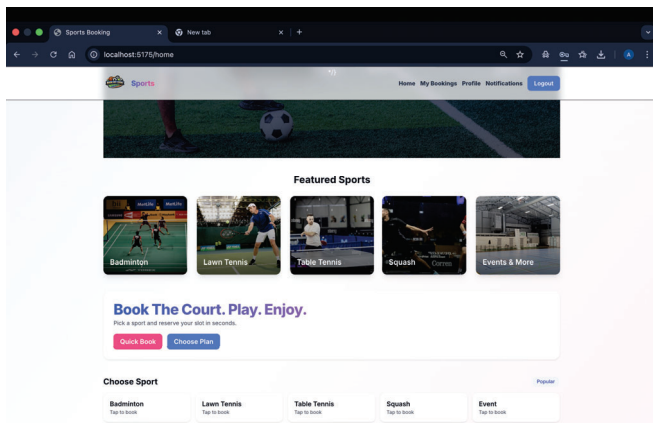 Sports Booking
New tab
localhost:5175/home
Sports
Home My Bookings Profile Notifications Logout
Featured Sports
Badminton
Lawn Tennis
Table Tennis
Squash
Events & More
Book The Court. Play. Enjoy.
Pick a sport and reserve your slot in seconds.
Quick Book Choose Plan
Choose Sport Popular
Badminton Lawn Tennis Table Tennis Squash Event
Tap to book Tap to book Tap to book Tap to book Tap to book